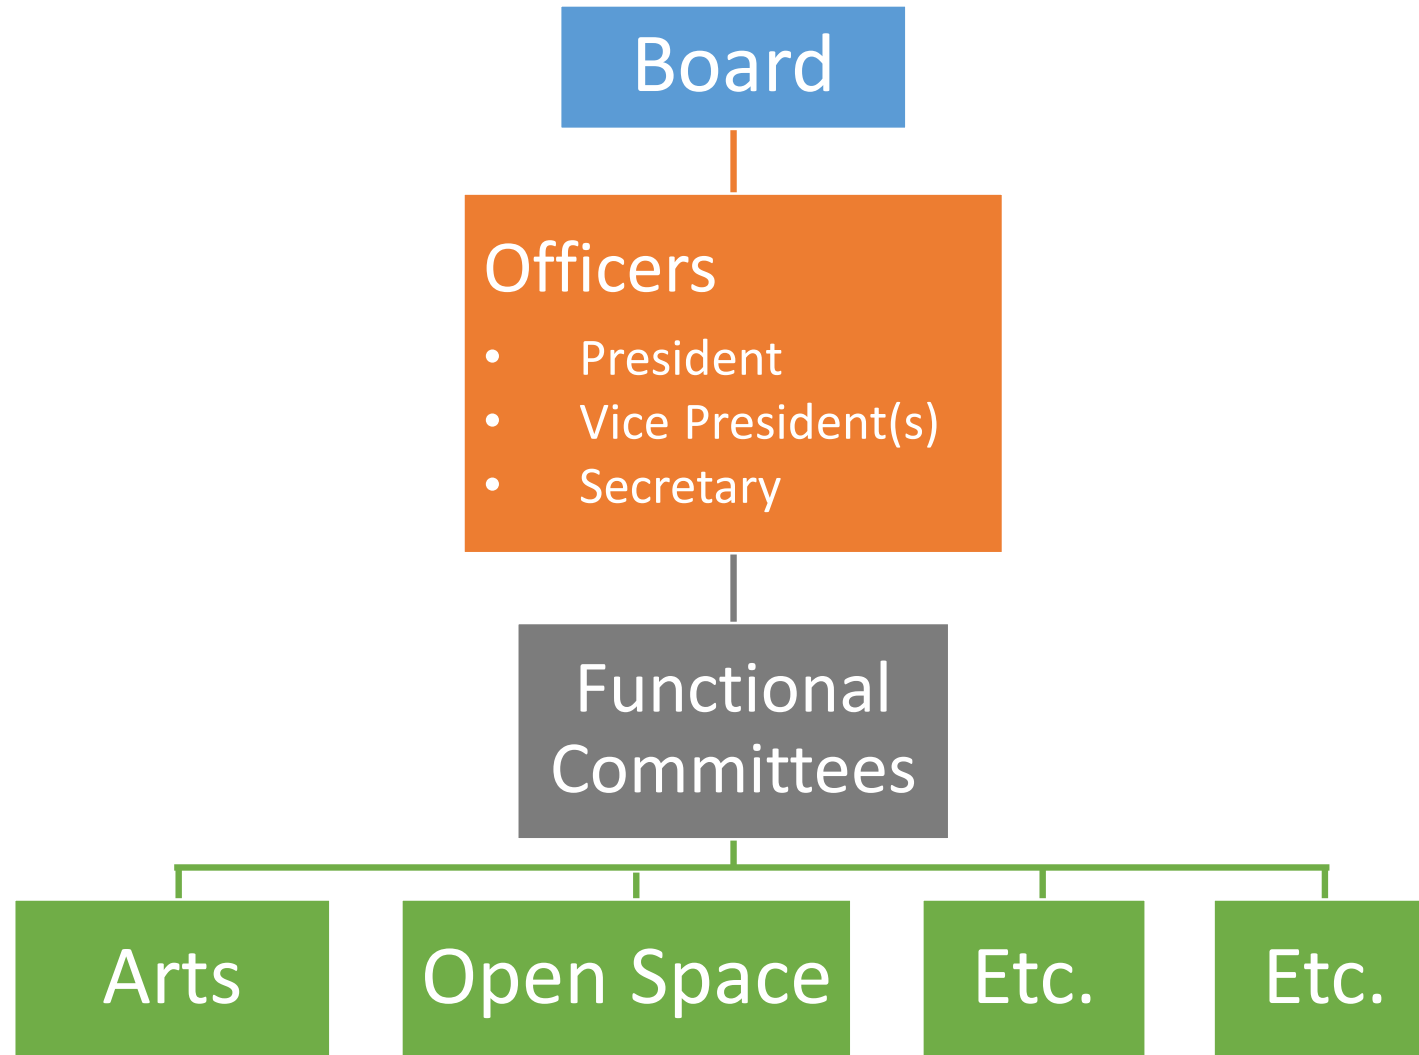 Board
Officers
• President
• Vice President(s)
• Secretary
Functional
Committees
Arts
Open Space
Etc.
Etc.